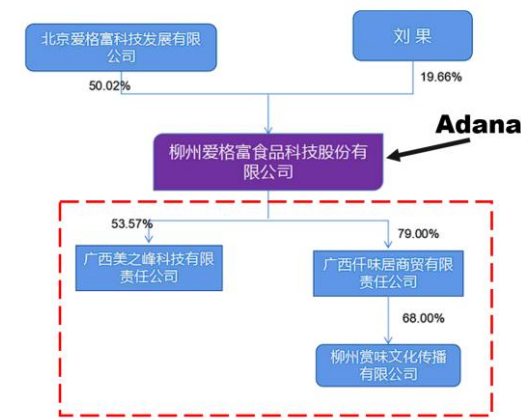 北京爱格富科技发展有限
公司
刘 果
50.02%
19.66%
Adana
柳州爱格富食品科技股份有
限公司
53.57%
79.00%
广西美之峰科技有限
责任公司
广西仟味居商贸有限
责任公司
68.00%
柳州赏味文化传播
有限公司